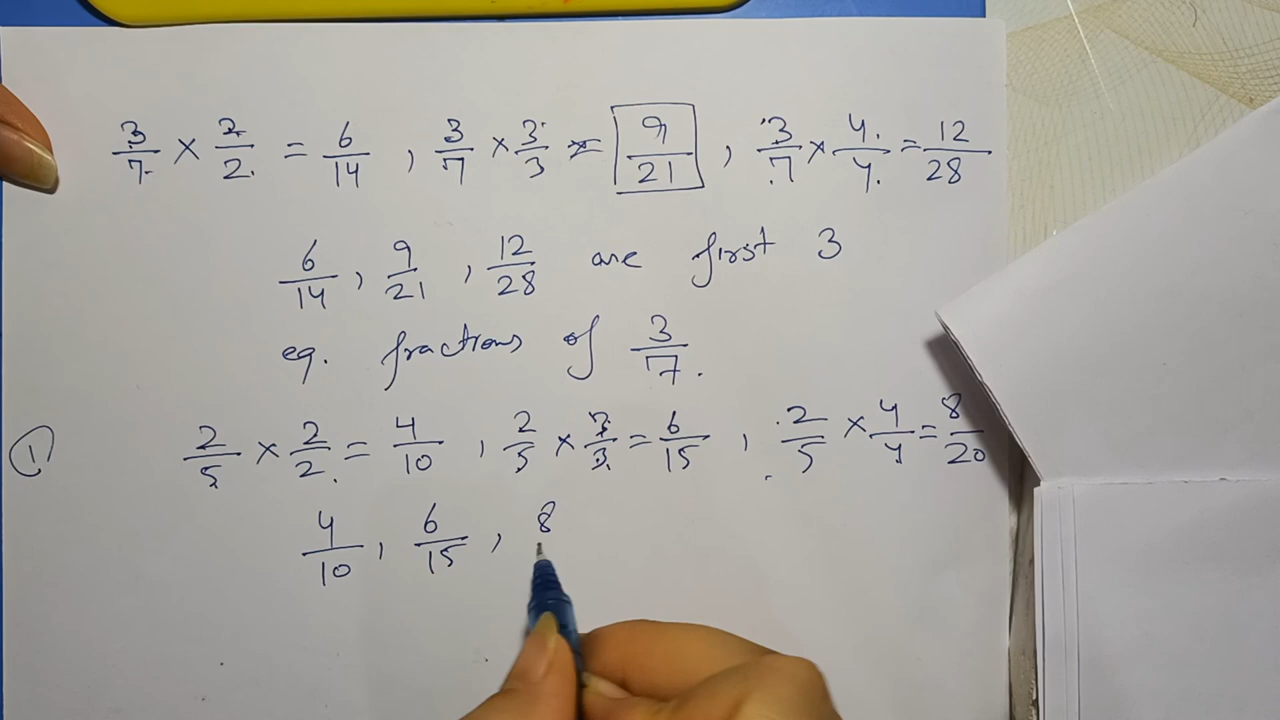 3/7 × 2/2 = 6/14 , 3/7 × 3/3 = 9/21 , 3/7 × 4/4 = 12/28
6/14 , 9/21 , 12/28 are first 3
eq. fractions of 3/7 .
① 2/5 × 2/2 = 4/10 , 2/5 × 3/3 = 6/15 , 2/5 × 4/4 = 8/20
4/10 , 6/15 , 8